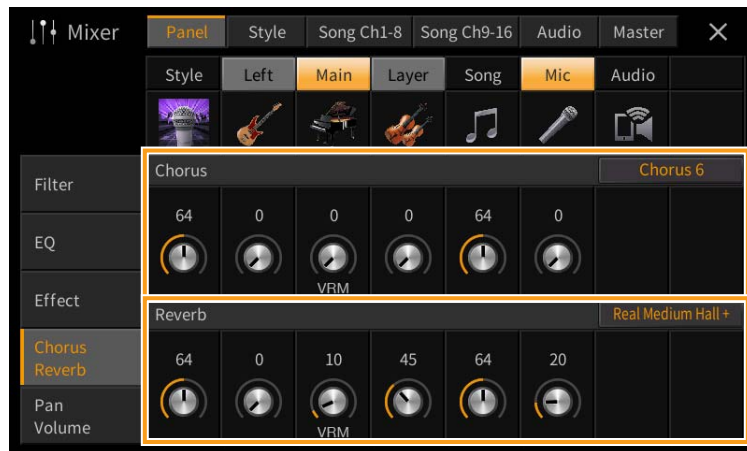 Mixer
Panel Style Song Ch1-8 Song Ch9-16 Audio Master
Style Left Main Layer Song Mic Audio
Filter
EQ
Effect
Chorus
Reverb
Pan
Volume
Chorus Chorus 6
64 0 0 0 64 0
VRM
Reverb Real Medium Hall +
64 0 10 45 64 20
VRM